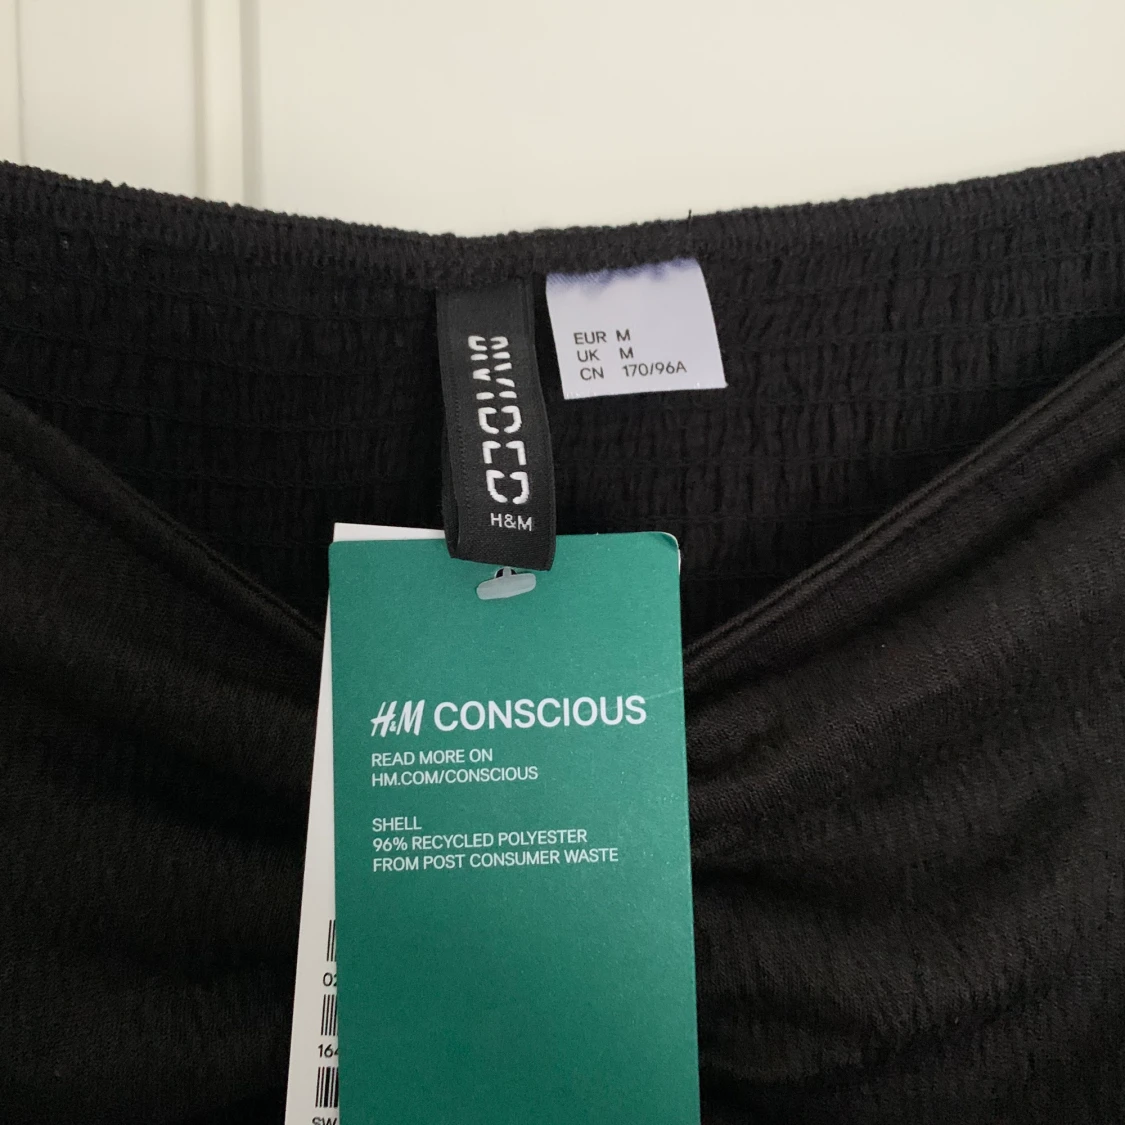 DIVIDED
H&M
EUR M
UK M
CN 170/96A
H&M CONSCIOUS
READ MORE ON
HM.COM/CONSCIOUS
SHELL
96% RECYCLED POLYESTER
FROM POST CONSUMER WASTE